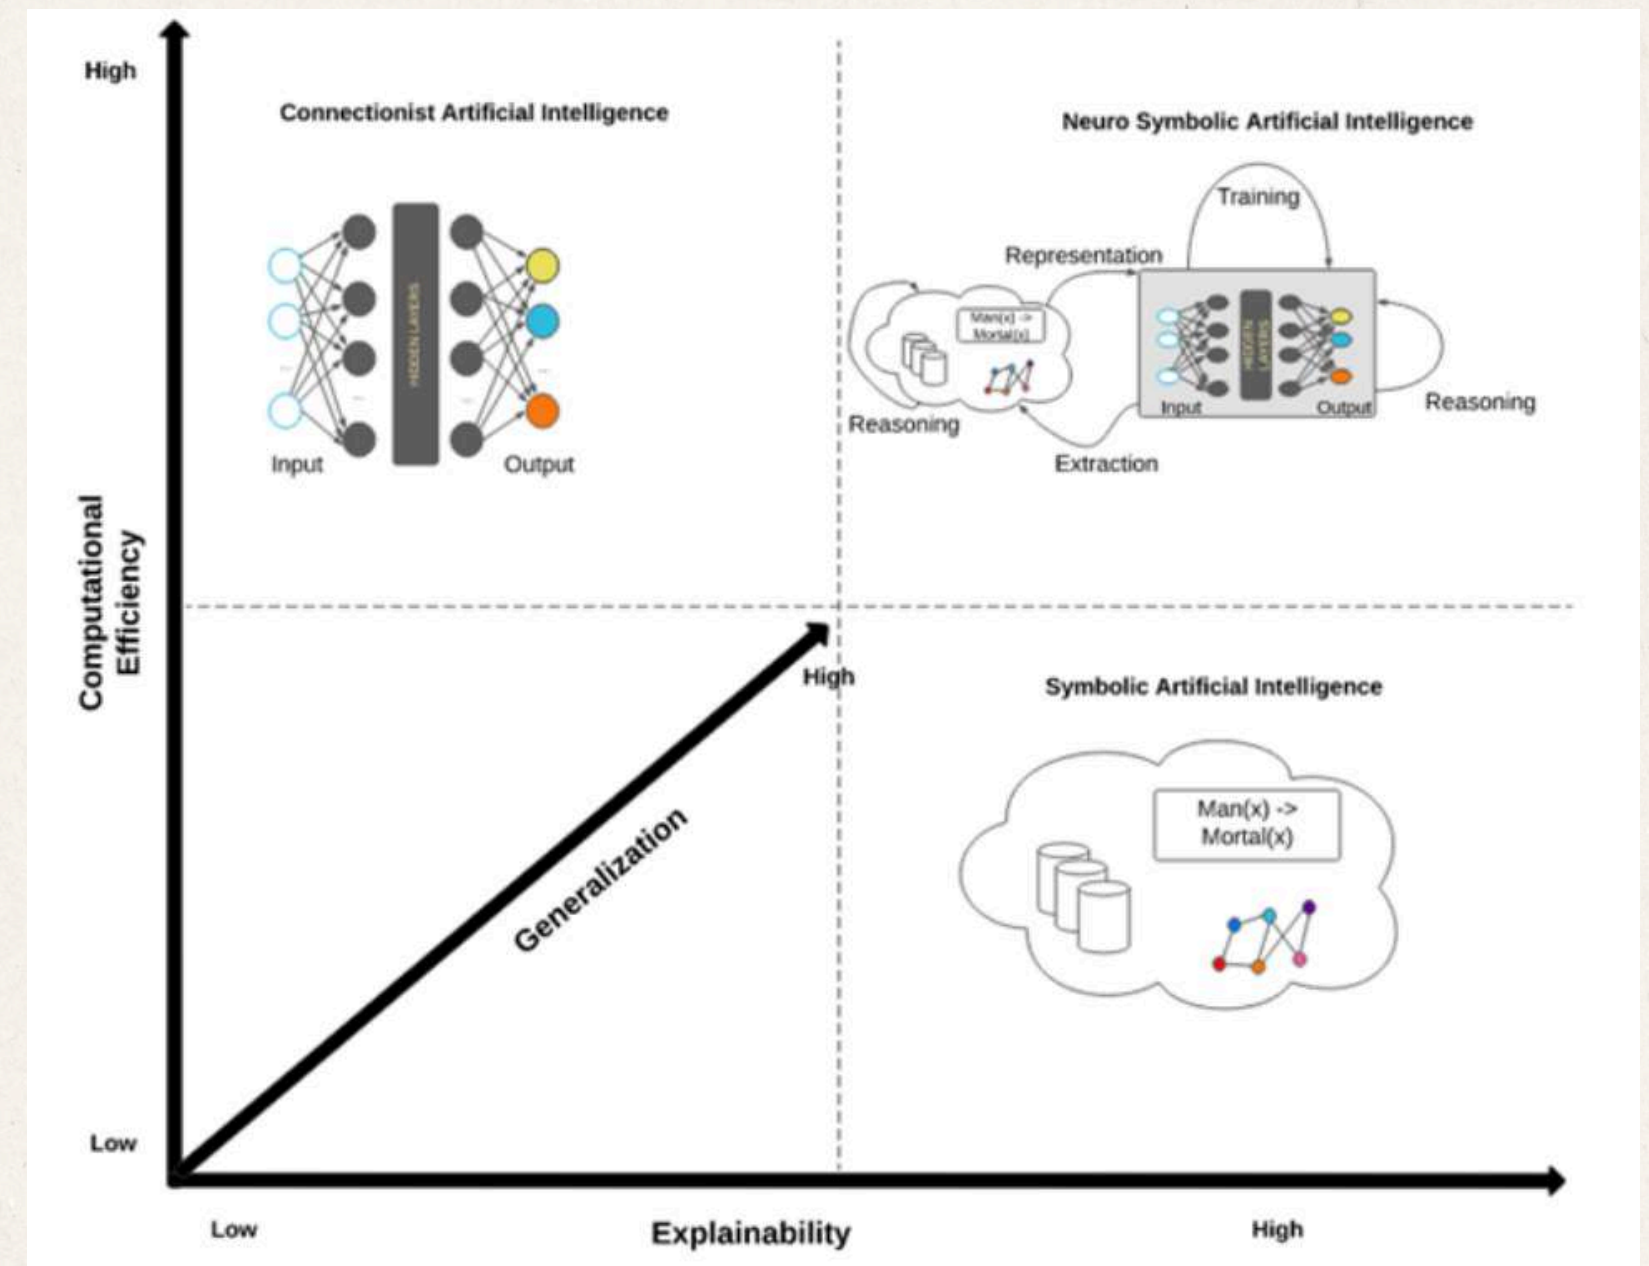 High
Connectionist Artificial Intelligence
HIDDEN LAYERS
Input
Output
Neuro Symbolic Artificial Intelligence
Training
Representation
Man(x) ->
Mortal(x)
HIDDEN
LAYERS
Input
Output
Reasoning
Reasoning
Extraction
Computational
Efficiency
High
Generalization
Symbolic Artificial Intelligence
Man(x) ->
Mortal(x)
Low
Low
Explainability
High